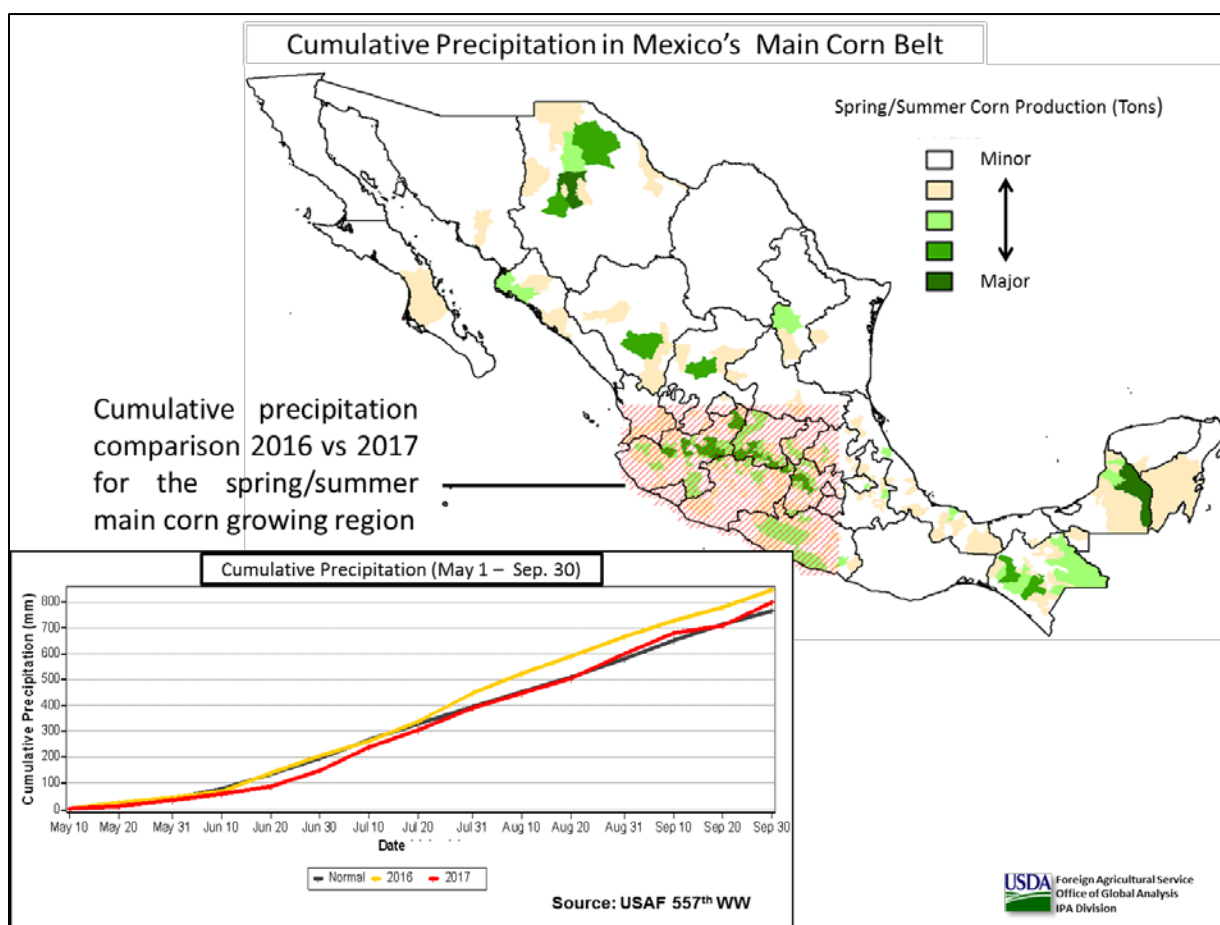 Cumulative Precipitation in Mexico's Main Corn Belt
Spring/Summer Corn Production (Tons)
Minor
Major
Cumulative precipitation
comparison 2016 vs 2017
for the spring/summer
main corn growing region
Cumulative Precipitation (May 1 – Sep. 30)
Cumulative Precipitation (mm)
800
700
600
500
400
300
200
100
0
May 10 May 20 May 31 Jun 10 Jun 20 Jun 30 Jul 10 Jul 20 Jul 31 Aug 10 Aug 20 Aug 31 Sep 10 Sep 20 Sep 30
Date
Normal 2016 2017
Source: USAF 557th WW
USDA
Foreign Agricultural Service
Office of Global Analysis
IPA Division